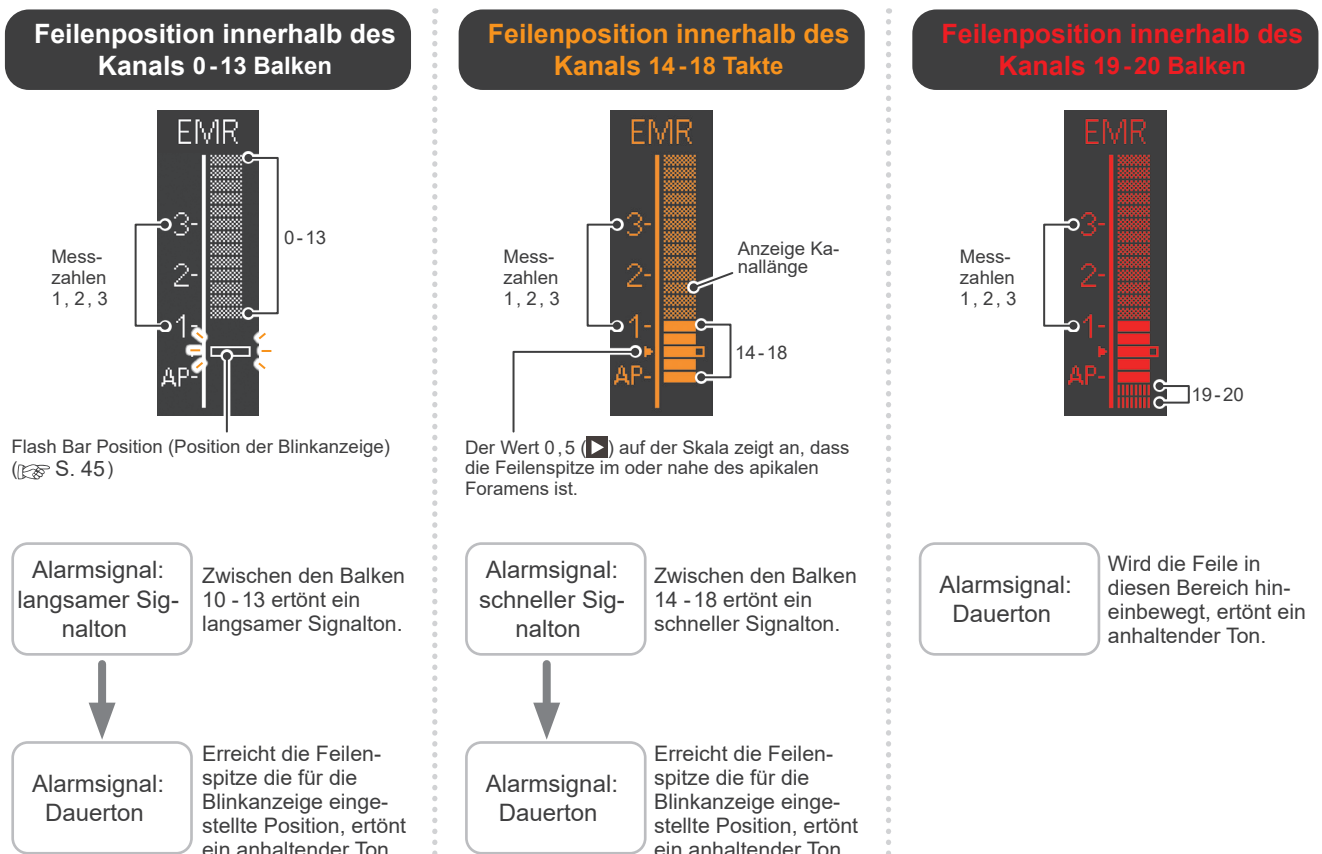 Feilenposition innerhalb des
Kanals 0-13 Balken
EMR
3-
2-
1-
AP-
Mess-
zahlen
1, 2, 3
0-13
Flash Bar Position (Position der Blinkanzeige)
(☞ S. 45)
Alarmsignal:
langsamer Sig-
nalton
Zwischen den Balken
10-13 ertönt ein
langsamer Signalton.
Alarmsignal:
Dauerton
Erreicht die Feilen-
spitze die für die
Blinkanzeige einge-
stellte Position, ertönt
ein anhaltender Ton
Feilenposition innerhalb des
Kanals 14-18 Takte
EMR
3-
2-
1-
AP-
Mess-
zahlen
1, 2, 3
Anzeige Ka-
nallänge
14-18
Der Wert 0,5 (▶) auf der Skala zeigt an, dass
die Feilenspitze im oder nahe des apikalen
Foramens ist.
Alarmsignal:
schneller Sig-
nalton
Zwischen den Balken
14-18 ertönt ein
schneller Signalton.
Alarmsignal:
Dauerton
Erreicht die Feilen-
spitze die für die
Blinkanzeige einge-
stellte Position, ertönt
ein anhaltender Ton
Feilenposition innerhalb des
Kanals 19-20 Balken
EMR
3-
2-
1-
AP-
Mess-
zahlen
1, 2, 3
19-20
Alarmsignal:
Dauerton
Wird die Feile in
diesen Bereich hin-
einbewegt, ertönt ein
anhaltender Ton.